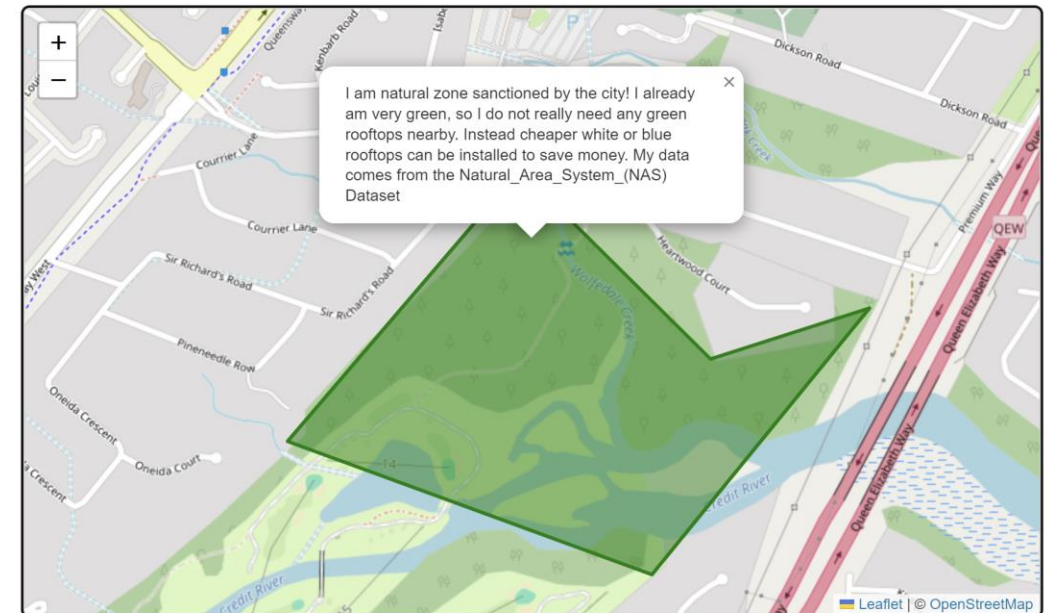 +
−
Queensway
Kenbarb Road
Dickson Road
Dickson Road
×
I am natural zone sanctioned by the city! I already
am very green, so I do not really need any green
rooftops nearby. Instead cheaper white or blue
rooftops can be installed to save money. My data
comes from the Natural_Area_System_(NAS)
Dataset
Courrier Lane
Courrier Lane
Premium Way
QEW
Sir Richard's Road
Sir Richard's Road
Heartwood Court
Wolfedale Creek
Queen Elizabeth Way
Pineneedle Row
Oneida Crescent
Oneida Court
14
Credit River
Queen Elizabeth Way
Credit River
Leaflet | © OpenStreetMap